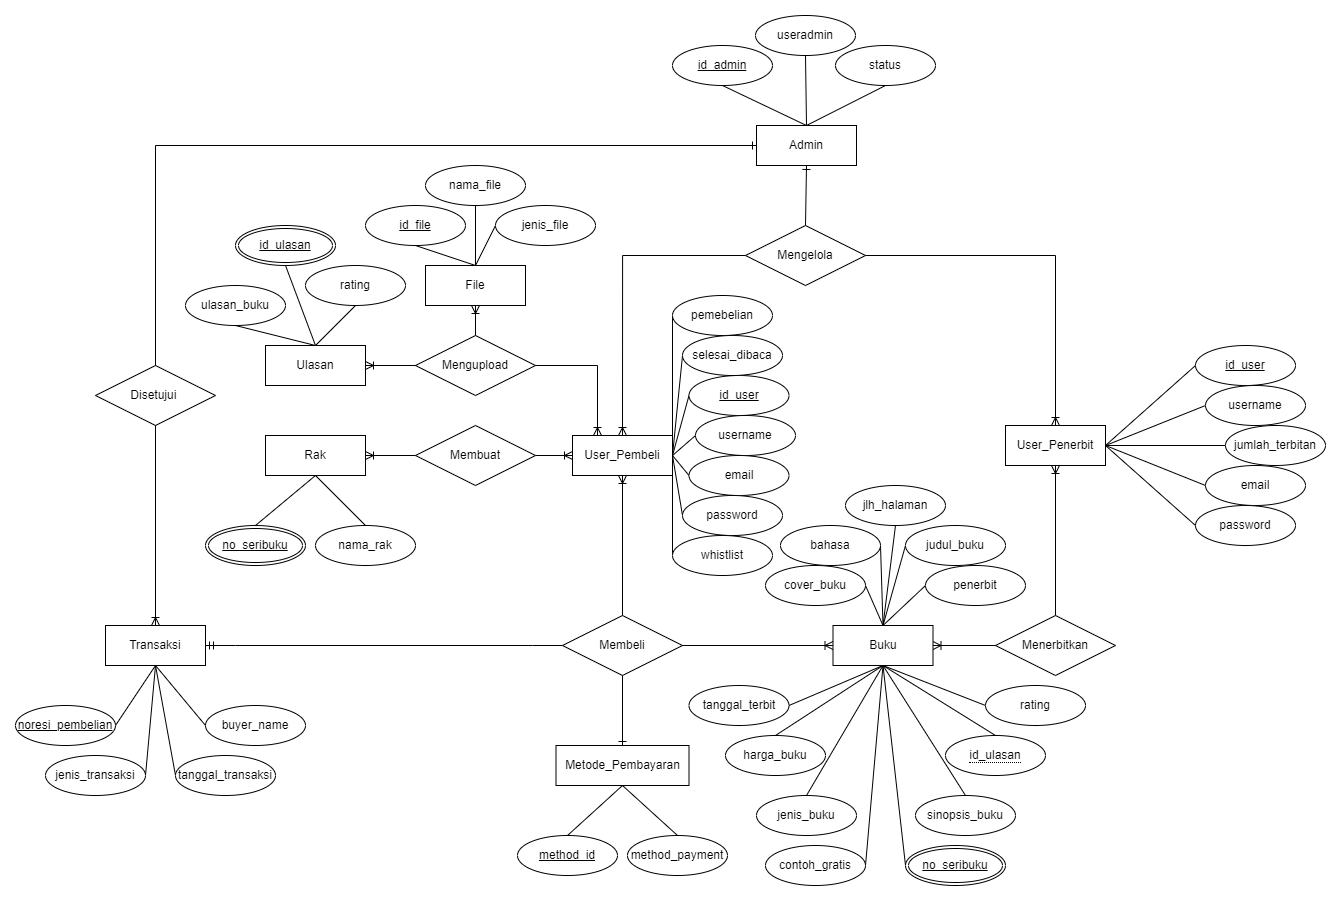 useradmin
id_admin
status
Admin
nama_file
id_file
jenis_file
id_ulasan
Mengelola
File
rating
ulasan_buku
pemebelian
selesai_dibaca
Ulasan
Mengupload
id_user
id_user
Disetujui
username
username
User_Pembeli
User_Penerbit
jumlah_terbitan
Rak
Membuat
email
email
password
password
jlh_halaman
no_seribuku
nama_rak
whistlist
bahasa
judul_buku
cover_buku
penerbit
Transaksi
Membeli
Buku
Menerbitkan
noresi_pembelian
buyer_name
tanggal_terbit
rating
jenis_transaksi
tanggal_transaksi
Metode_Pembayaran
harga_buku
id_ulasan
jenis_buku
sinopsis_buku
method_id
method_payment
contoh_gratis
no_seribuku